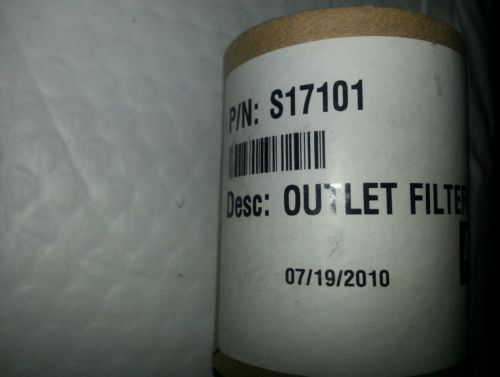 P/N: S17101
Desc: OUTLET FILTER
07/19/2010